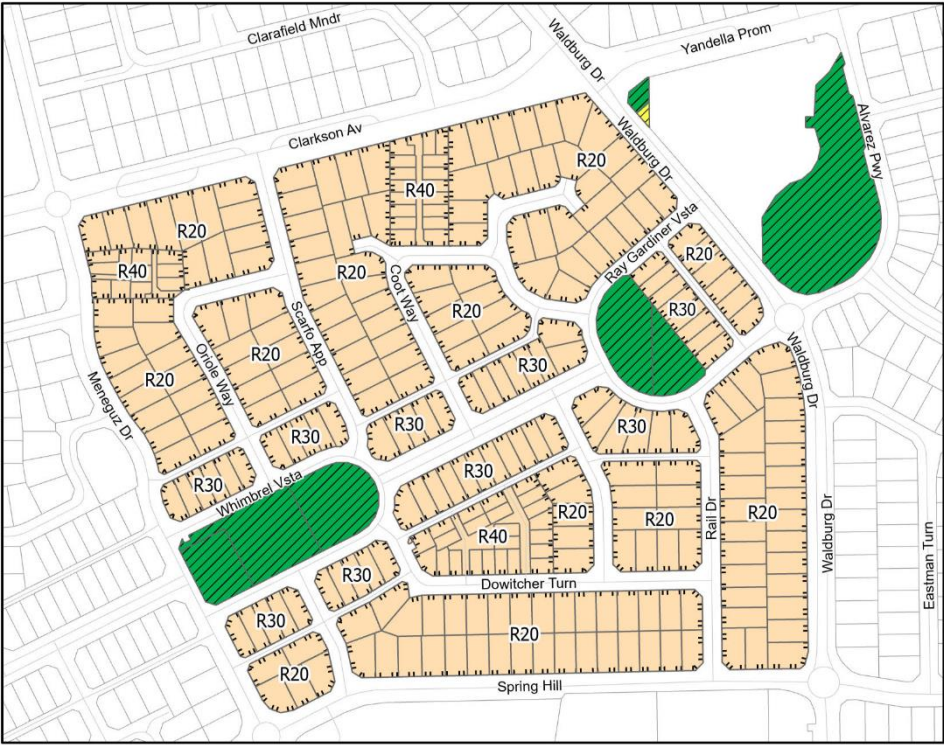 Clarafield Mndr
Waldburg Dr
Yandella Prom
Clarkson Av
Waldburg Dr
Alvarez Pwy
R20
R40
R20
R20
Ray Gardiner Vsta
R40
R20
R20
Coot Way
R20
R30
Scarfo App
R20
Oriole Way
R30
Waldburg Dr
Meneguz Dr
R20
R30
R30
R30
R30
R30
Whimbrel Vsta
R20
R20
R20
Rail Dr
R40
Waldburg Dr
Eastman Turn
R30
Dowitcher Turn
R30
R20
R20
Spring Hill